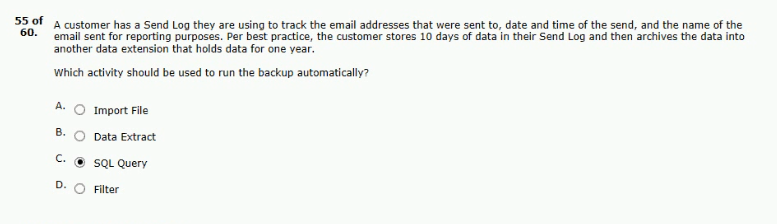 55 of
60.
A customer has a Send Log they are using to track the email addresses that were sent to, date and time of the send, and the name of the
email sent for reporting purposes. Per best practice, the customer stores 10 days of data in their Send Log and then archives the data into
another data extension that holds data for one year.
Which activity should be used to run the backup automatically?
A. Import File
B. Data Extract
C. SQL Query
D. Filter